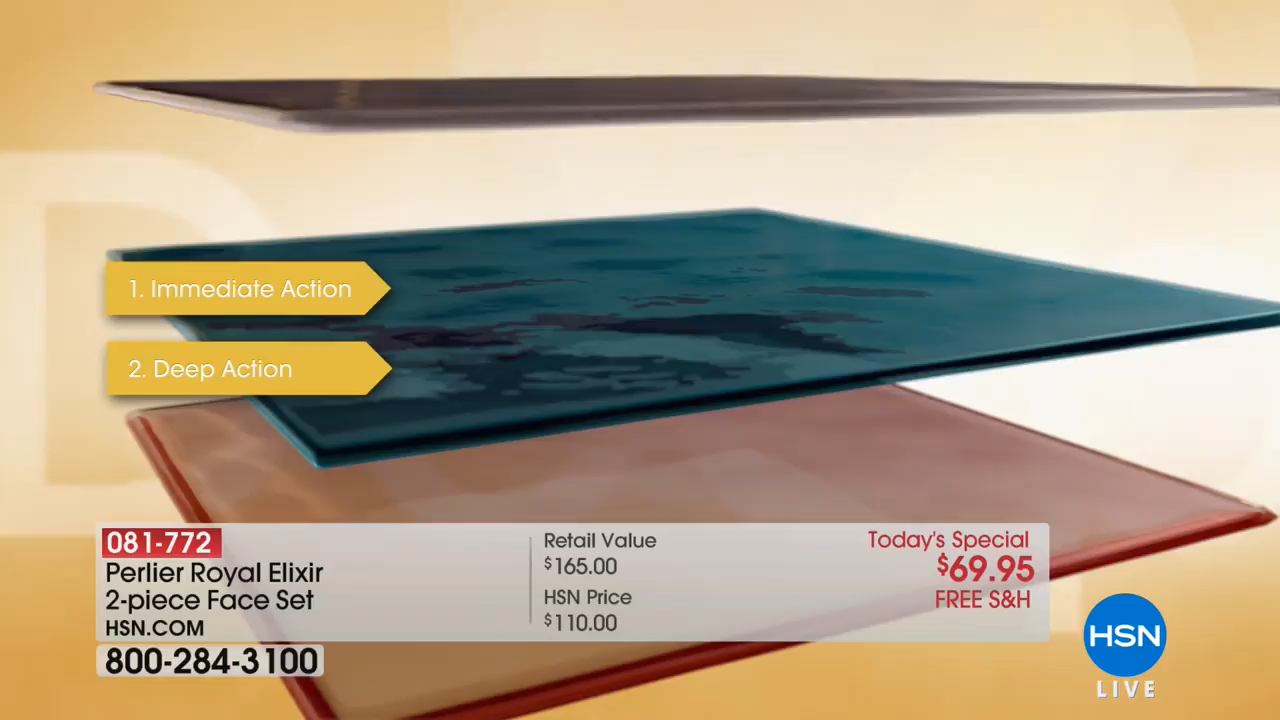 1. Immediate Action
2. Deep Action
081-772
Perlier Royal Elixir
2-piece Face Set
HSN.COM
800-284-3100
Retail Value
$165.00
HSN Price
$110.00
Today's Special
$69.95
FREE S&H
HSN
LIVE